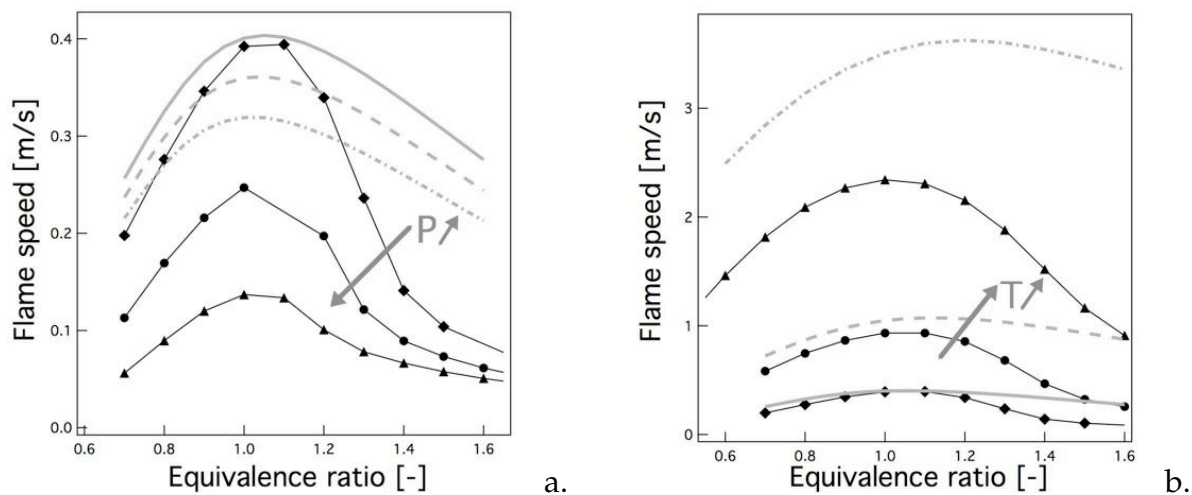 0.4
0.3
0.2
0.1
0.0
Flame speed [m/s]
P
0.6 0.8 1.0 1.2 1.4 1.6
Equivalence ratio [-]
a.
3
2
1
0
Flame speed [m/s]
T
0.6 0.8 1.0 1.2 1.4 1.6
Equivalence ratio [-]
b.